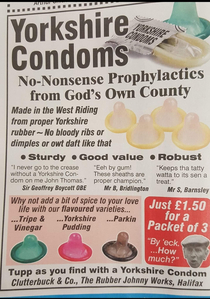 Yorkshire
Condoms
YORKSHIRE
CONDOMS
No-Nonsense Prophylactics
from God's Own County
Made in the West Riding
from proper Yorkshire
rubber ~ No bloody ribs or
dimples or owt daft like that
• Sturdy • Good value • Robust
"I never go to the crease
without a Yorkshire Con-
dom on me John Thomas."
Sir Geoffrey Boycott OBE
"Eeh by gum! These
sheaths are proper
champion."
Mr B, Bridlington
"Keeps tha tatty
watta to its sen a
treat."
Mr S, Barnsley
Why not add a bit of spice to your love
life with our flavoured varieties...
...Tripe &
Vinegar
...Yorkshire
Pudding
...Parkin
Just £1.50
for a
Packet of 3
"By 'eck.
...How
much?"
Tupp as you find with a Yorkshire Condom
Clutterbuck & Co., The Rubber Johnny Works, Halifax